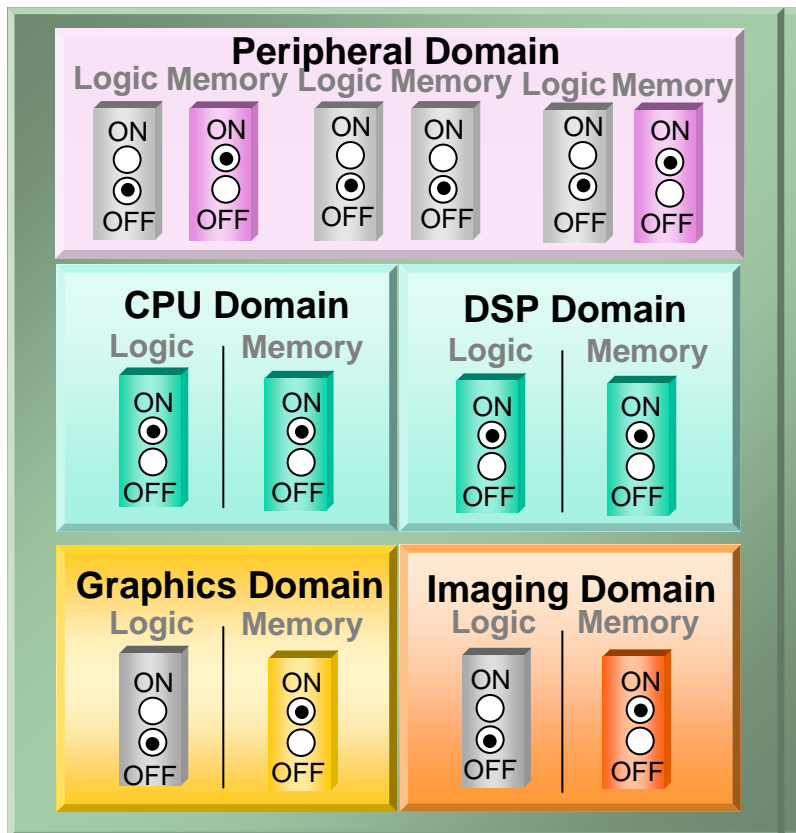 Peripheral Domain
Logic Memory Logic Memory Logic Memory
ON ON ON ON ON ON
OFF OFF OFF OFF OFF OFF
CPU Domain
Logic Memory
ON ON
OFF OFF
DSP Domain
Logic Memory
ON ON
OFF OFF
Graphics Domain
Logic Memory
ON ON
OFF OFF
Imaging Domain
Logic Memory
ON ON
OFF OFF